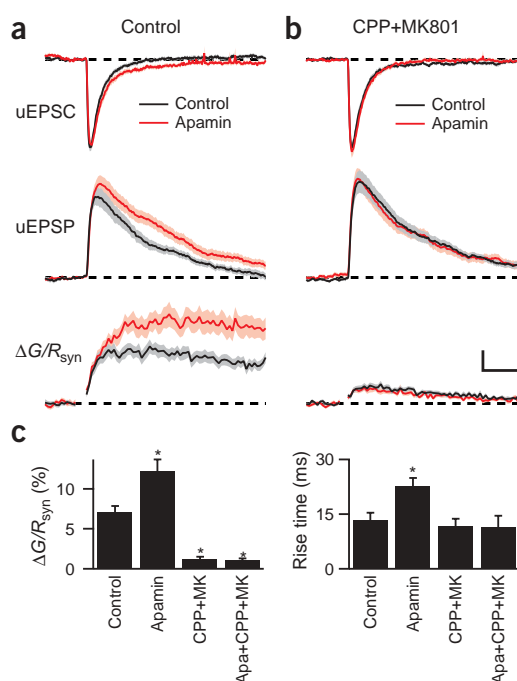 a
Control
b
CPP+MK801
uEPSC
Control
Apamin
Control
Apamin
uEPSP
ΔG/Rsyn
c
ΔG/Rsyn (%)
10
5
0
*
*
*
Control
Apamin
CPP+MK
Apa+CPP+MK
Rise time (ms)
30
15
0
*
Control
Apamin
CPP+MK
Apa+CPP+MK